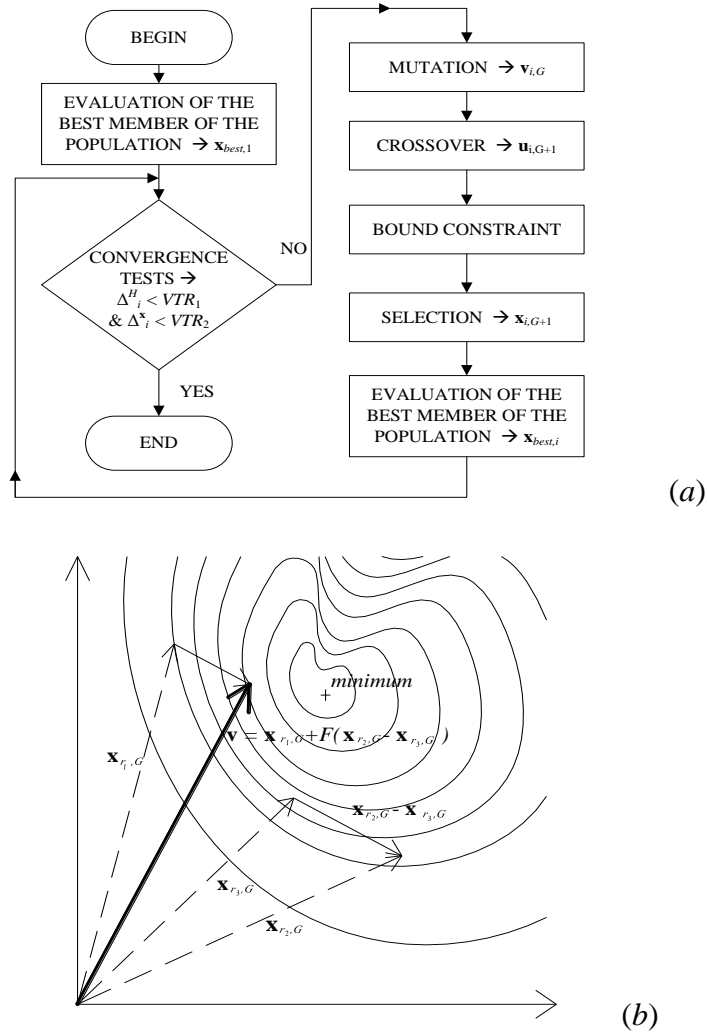 BEGIN
EVALUATION OF THE
BEST MEMBER OF THE
POPULATION → x_best,1
CONVERGENCE
TESTS →
Δ^H_i < VTR_1
& Δ^x_i < VTR_2
NO
YES
END
MUTATION → v_i,G
CROSSOVER → u_i,G+1
BOUND CONSTRAINT
SELECTION → x_i,G+1
EVALUATION OF THE
BEST MEMBER OF THE
POPULATION → x_best,i
(a)
minimum
v = x_r1,G+F(x_r2,G- x_r3,G)
x_r1,G
x_r2,G- x_r3,G
x_r3,G
x_r2,G
(b)